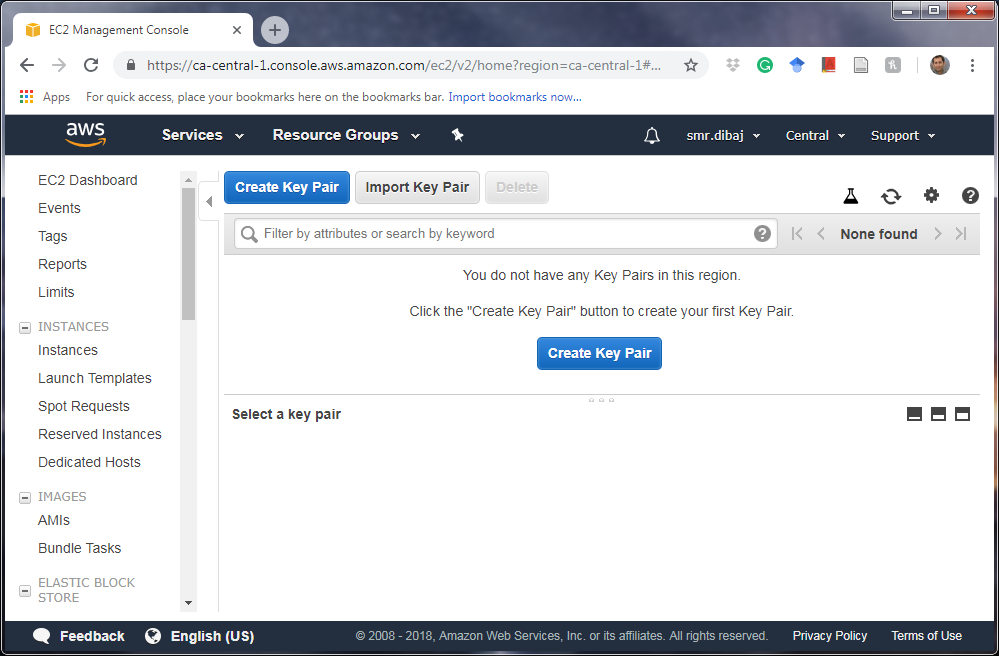 EC2 Management Console
https://ca-central-1.console.aws.amazon.com/ec2/v2/home?region=ca-central-1#...
Apps For quick access, place your bookmarks here on the bookmarks bar. Import bookmarks now...
aws Services Resource Groups smr.dibaj Central Support
EC2 Dashboard
Events
Tags
Reports
Limits
INSTANCES
Instances
Launch Templates
Spot Requests
Reserved Instances
Dedicated Hosts
IMAGES
AMIs
Bundle Tasks
ELASTIC BLOCK
STORE
Create Key Pair Import Key Pair Delete
Filter by attributes or search by keyword None found
You do not have any Key Pairs in this region.
Click the "Create Key Pair" button to create your first Key Pair.
Create Key Pair
Select a key pair
Feedback English (US) © 2008 - 2018, Amazon Web Services, Inc. or its affiliates. All rights reserved. Privacy Policy Terms of Use